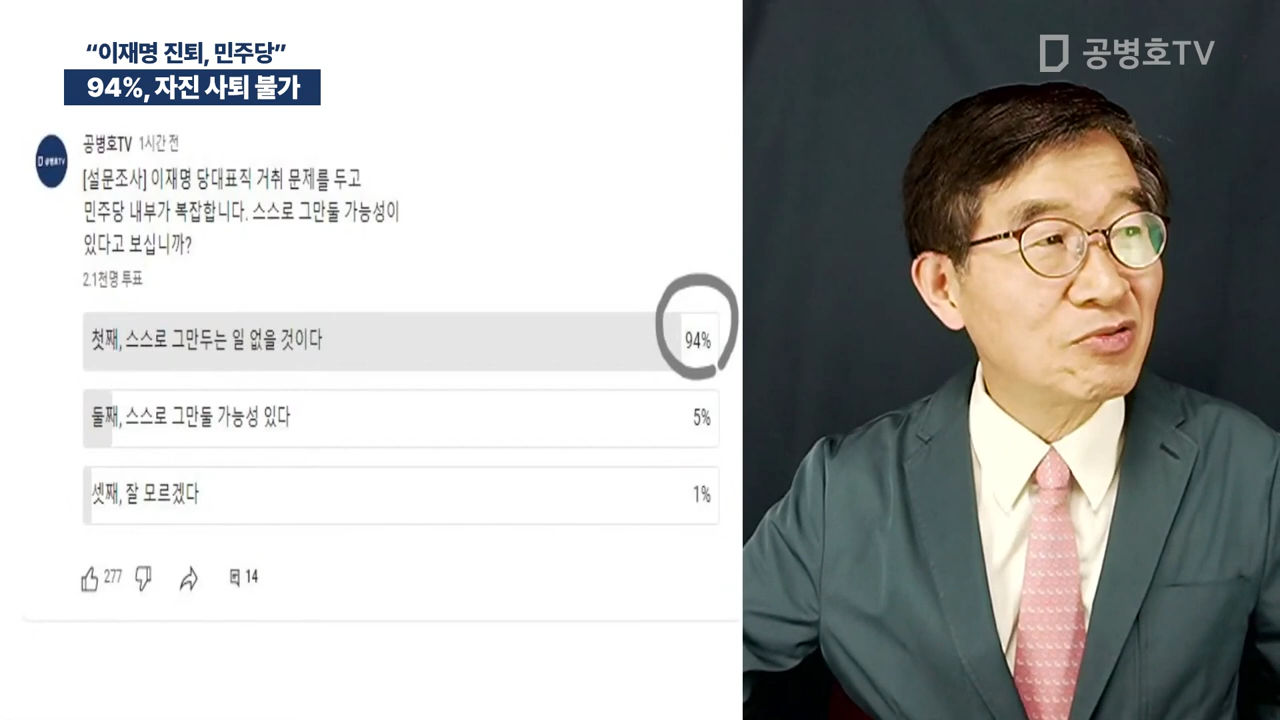 “이재명 진퇴, 민주당”
94%, 자진 사퇴 불가
공병호TV
공병호TV
공병호TV 1시간 전
[설문조사] 이재명 당대표직 거취 문제를 두고
민주당 내부가 복잡합니다. 스스로 그만둘 가능성이
있다고 보십니까?
2.1천명 투표
첫째, 스스로 그만두는 일 없을 것이다 94%
둘째, 스스로 그만둘 가능성 있다 5%
셋째, 잘 모르겠다 1%
277 14